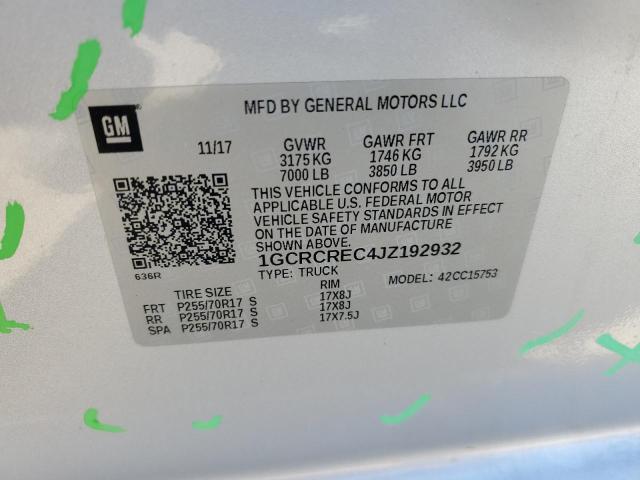 GM
MFD BY GENERAL MOTORS LLC
11/17 GVWR GAWR FRT GAWR RR
3175 KG 1746 KG 1792 KG
7000 LB 3850 LB 3950 LB
THIS VEHICLE CONFORMS TO ALL
APPLICABLE U.S. FEDERAL MOTOR
VEHICLE SAFETY STANDARDS IN EFFECT
ON THE DATE OF MANUFACTURE
SHOWN ABOVE.
1GCRCREC4JZ192932
636R
TYPE: TRUCK MODEL: 42CC15753
TIRE SIZE RIM
FRT P255/70R17 S 17X8J
RR P255/70R17 S 17X8J
SPA P255/70R17 S 17X7.5J